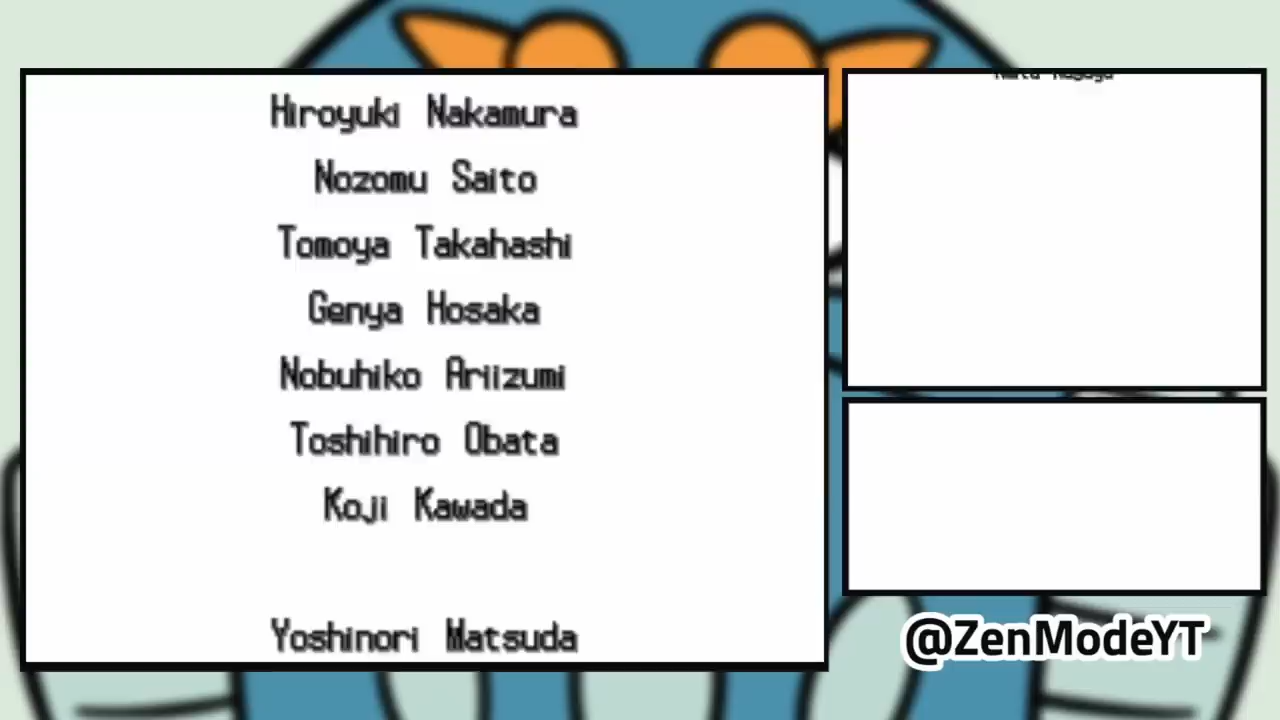 Hiroyuki Nakamura
Nozomu Saito
Tomoya Takahashi
Genya Hosaka
Nobuhiko Ariizumi
Toshihiro Obata
Koji Kawada
Yoshinori Matsuda
@ZenModeYT